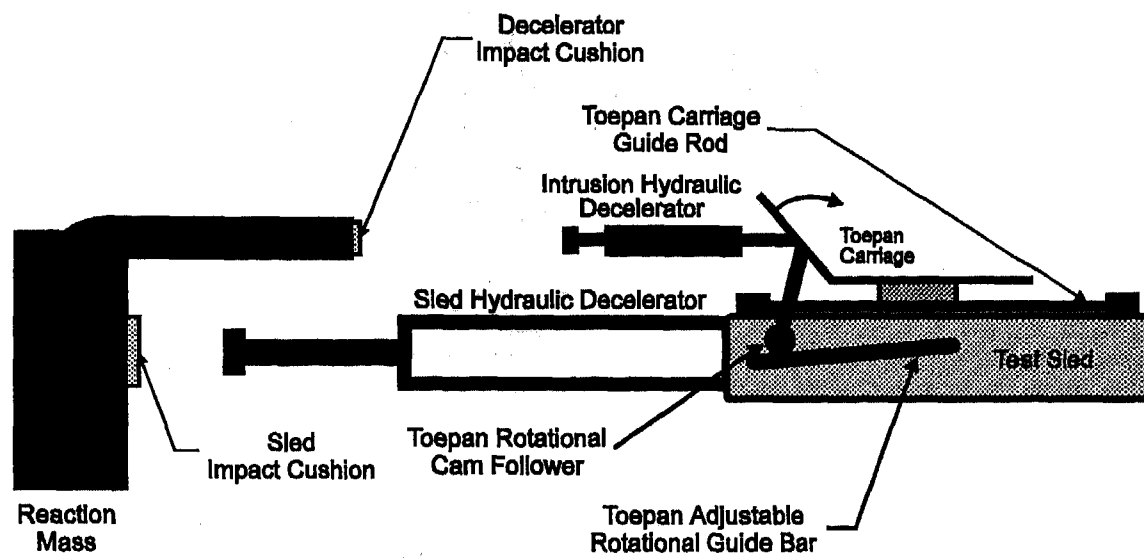 Decelerator
Impact Cushion
Toepan Carriage
Guide Rod
Intrusion Hydraulic
Decelerator
Toepan
Carriage
Sled Hydraulic Decelerator
Test Sled
Toepan Rotational
Cam Follower
Sled
Impact Cushion
Toepan Adjustable
Rotational Guide Bar
Reaction
Mass